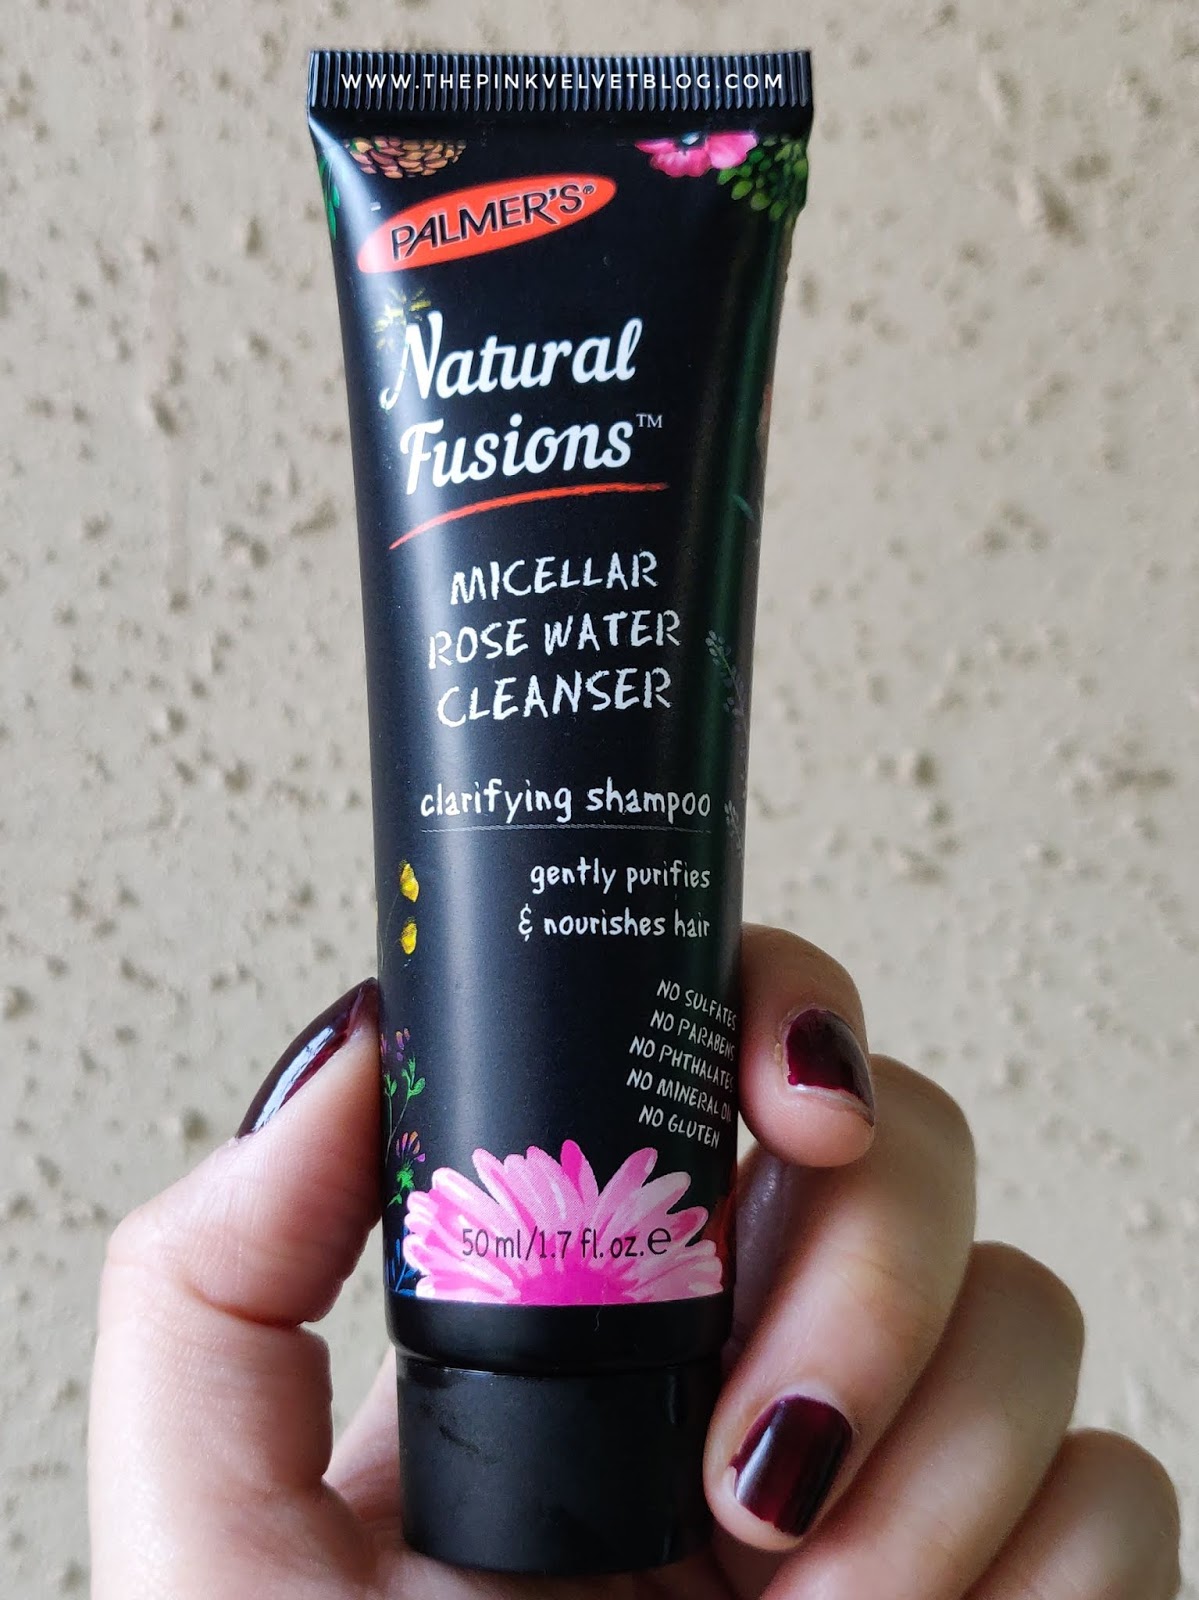 WWW.THEPINKVELVETBLOG.COM
PALMER'S®
Natural
Fusions™
MICELLAR
ROSE WATER
CLEANSER
clarifying shampoo
gently purifies
& nourishes hair
NO SULFATES
NO PARABENS
NO PHTHALATES
NO MINERAL OIL
NO GLUTEN
50 ml/1.7 fl. oz. ℮